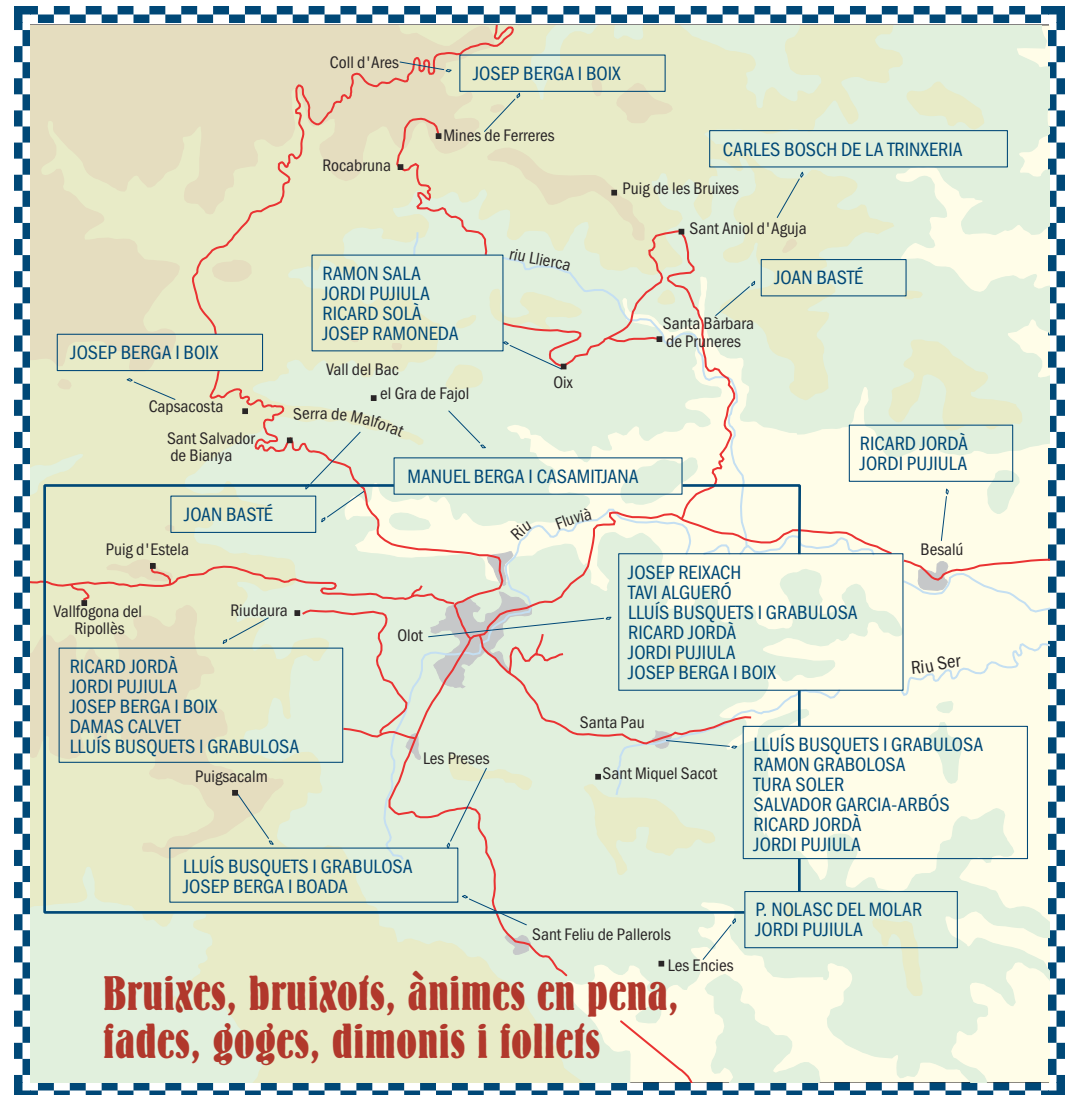 Coll d'Ares
JOSEP BERGA I BOIX
Mines de Ferreres
Rocabruna
CARLES BOSCH DE LA TRINXERIA
Puig de les Bruixes
Sant Aniol d'Aguja
riu Llierca
RAMON SALA
JORDI PUJIULA
RICARD SOLÀ
JOSEP RAMONEDA
JOAN BASTÉ
Santa Bàrbara
de Pruneres
JOSEP BERGA I BOIX
Vall del Bac
Oix
el Gra de Fajol
Capsacosta
Serra de Malforat
Sant Salvador
de Bianya
RICARD JORDÀ
JORDI PUJIULA
MANUEL BERGA I CASAMITJANA
JOAN BASTÉ
Riu Fluvià
Puig d'Estela
Besalú
JOSEP REIXACH
TAVI ALGUERÓ
LLUÍS BUSQUETS I GRABULOSA
RICARD JORDÀ
JORDI PUJIULA
JOSEP BERGA I BOIX
Vallfogona del
Ripollès
Riudaura
Olot
Riu Ser
RICARD JORDÀ
JORDI PUJIULA
JOSEP BERGA I BOIX
DAMAS CALVET
LLUÍS BUSQUETS I GRABULOSA
Santa Pau
Les Preses
LLUÍS BUSQUETS I GRABULOSA
RAMON GRABOLOSA
TURA SOLER
SALVADOR GARCIA-ARBÓS
RICARD JORDÀ
JORDI PUJIULA
Sant Miquel Sacot
Puigsacalm
LLUÍS BUSQUETS I GRABULOSA
JOSEP BERGA I BOADA
P. NOLASC DEL MOLAR
JORDI PUJIULA
Sant Feliu de Pallerols
Les Encies
Bruixes, bruixots, ànimes en pena,
fades, goges, dimonis i follets